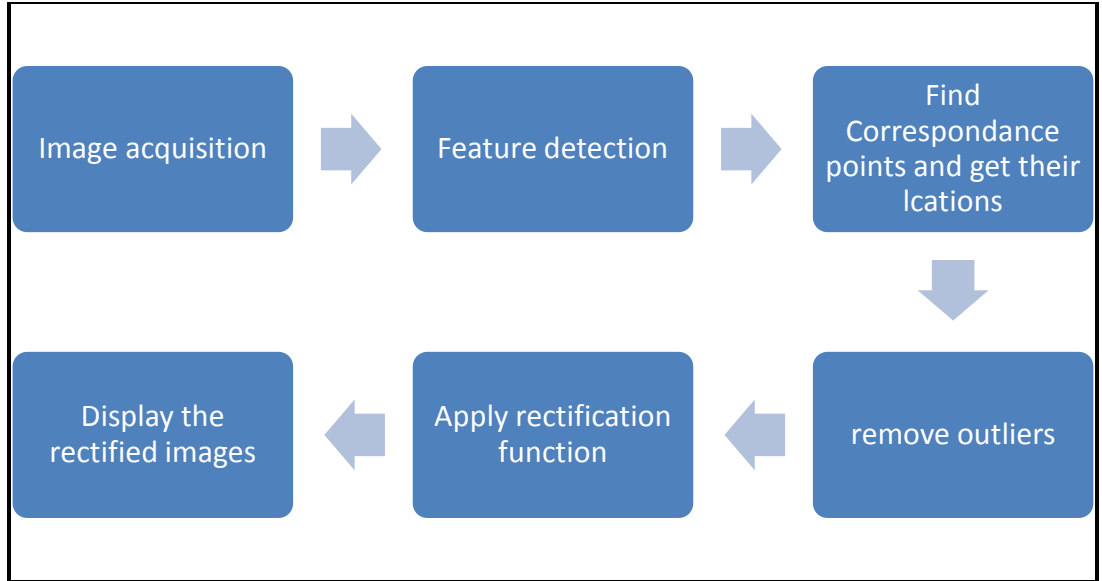 Image acquisition
Feature detection
Find
Correspondance
points and get their
lcations
remove outliers
Apply rectification
function
Display the
rectified images